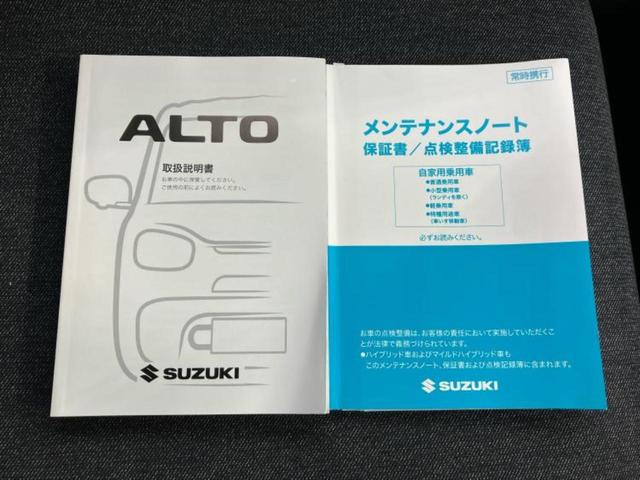 ALTO
取扱説明書
お車の中に保管してください。
ご使用の前によくお読みください。
SUZUKI
常時携行
メンテナンスノート
保証書／点検整備記録簿
自家用乗用車
●普通乗用車
●小型乗用車
（ランディを除く）
●軽乗用車
●特種用途車
（車いす移動車）
必ずお読みください。
お車の点検整備は、お客様の責任において実施していただくこ
とが法律で義務づけられています。
●ハイブリッド車およびマイルドハイブリッド車も
このメンテナンスノート、保証書および点検記録簿に含まれます。
SUZUKI